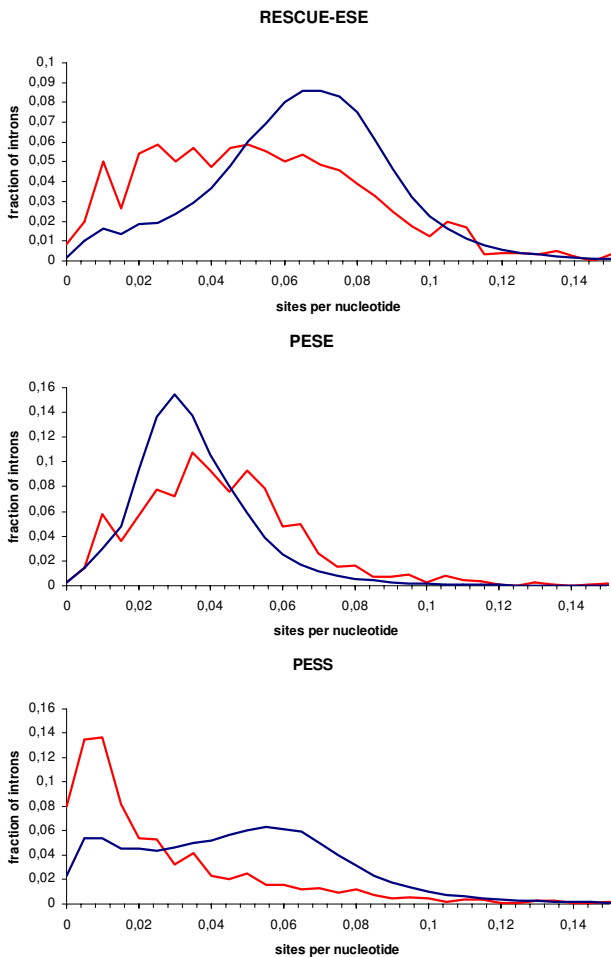 RESCUE-ESE
fraction of introns
0,1
0,09
0,08
0,07
0,06
0,05
0,04
0,03
0,02
0,01
0
0 0,02 0,04 0,06 0,08 0,1 0,12 0,14
sites per nucleotide
PESE
fraction of introns
0,16
0,14
0,12
0,1
0,08
0,06
0,04
0,02
0
0 0,02 0,04 0,06 0,08 0,1 0,12 0,14
sites per nucleotide
PESS
fraction of introns
0,16
0,14
0,12
0,1
0,08
0,06
0,04
0,02
0
0 0,02 0,04 0,06 0,08 0,1 0,12 0,14
sites per nucleotide